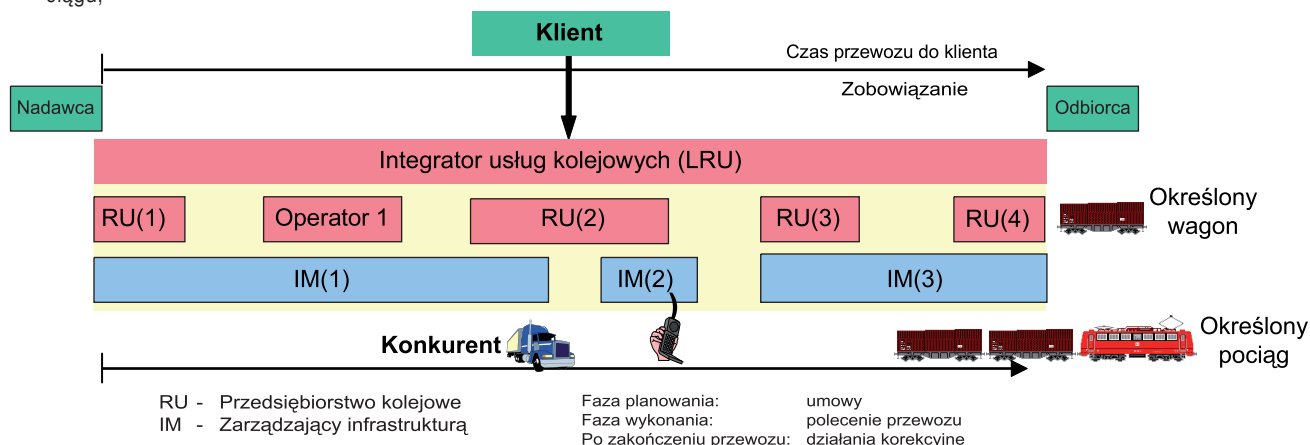 ciągu,
Klient
Czas przewozu do klienta
Zobowiązanie
Nadawca
Odbiorca
Integrator usług kolejowych (LRU)
RU(1)
Operator 1
RU(2)
RU(3)
RU(4)
Określony
wagon
IM(1)
IM(2)
IM(3)
Konkurent
Określony
pociąg
RU - Przedsiębiorstwo kolejowe
IM - Zarządzający infrastrukturą
Faza planowania: umowy
Faza wykonania: polecenie przewozu
Po zakończeniu przewozu: działania korekcyjne